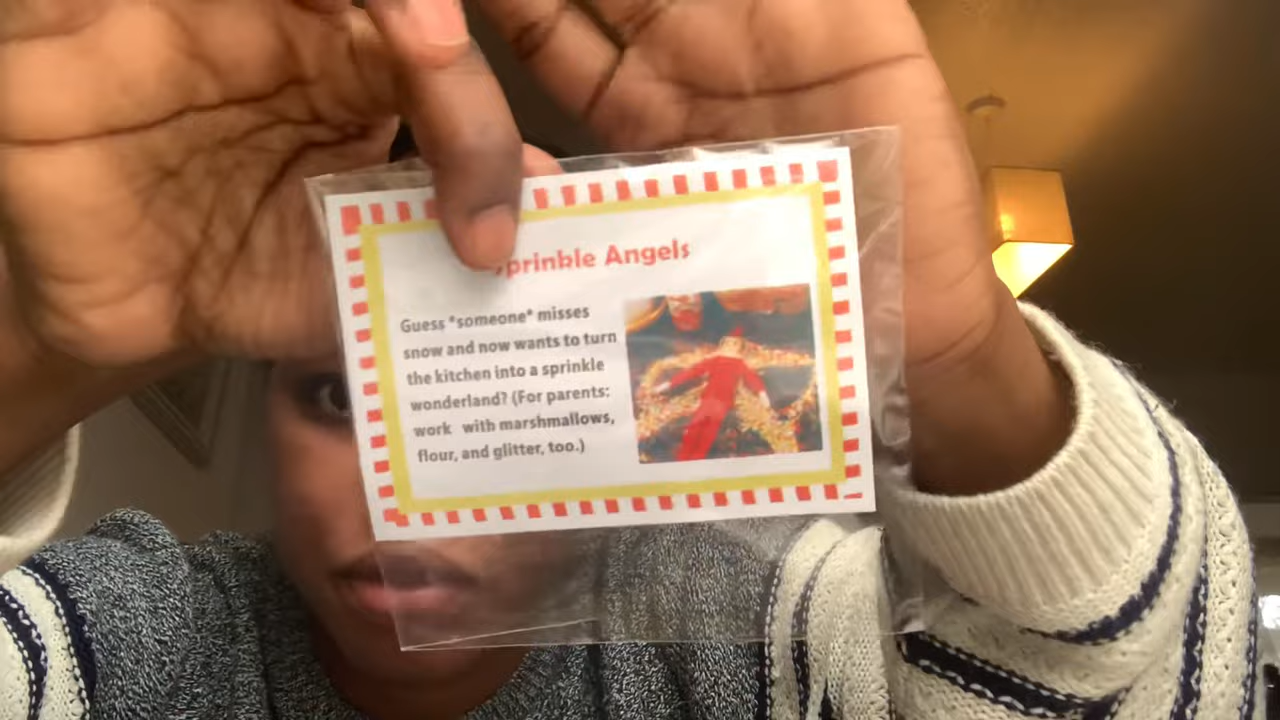 Sprinkle Angels
Guess *someone* misses
snow and now wants to turn
the kitchen into a sprinkle
wonderland? (For parents:
work with marshmallows,
flour, and glitter, too.)